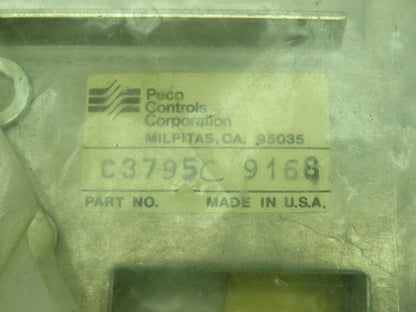 Peco
Controls
Corporation
MILPITAS, CA. 95035
C3795C 9168
PART NO. MADE IN U.S.A.